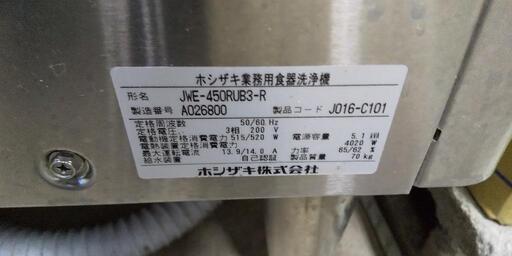 ホシザキ業務用食器洗浄機
形名 JWE-450RUB3-R
製造番号 A026800 製品コード J016-C101
定格周波数 50/60 Hz
定格電圧 3相 200 V 電源容量 5.1 kW
電動機定格消費電力 515/520 W
電熱装置定格消費電力 4020 W
最大運転電流 13.9/14.0 A 力率 85/62 %
給水装置 自己認証 製品質量 70 kg
ホシザキ株式会社